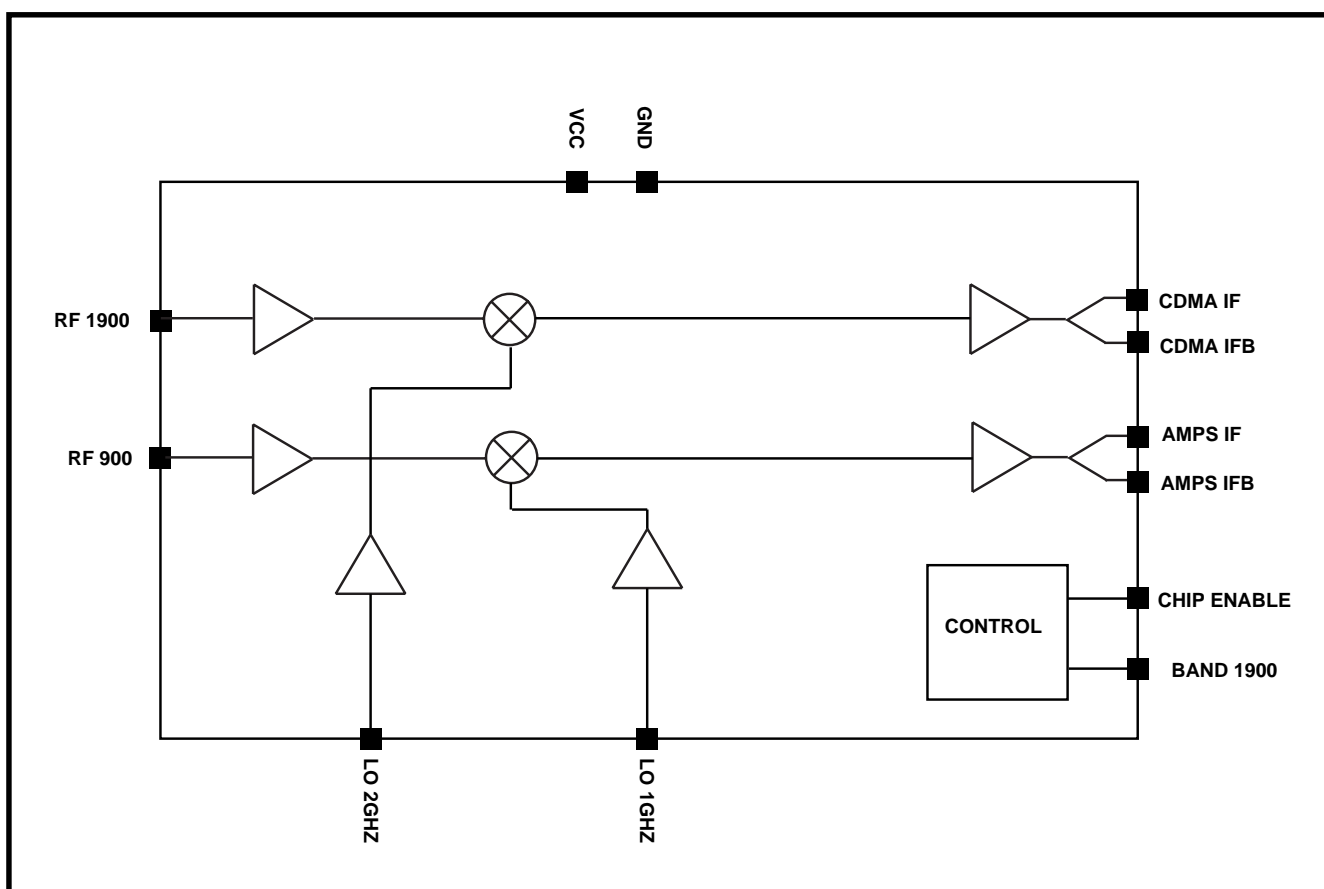 VCC
GND
RF 1900
CDMA IF
CDMA IFB
RF 900
AMPS IF
AMPS IFB
CONTROL
CHIP ENABLE
BAND 1900
LO 2GHZ
LO 1GHZ